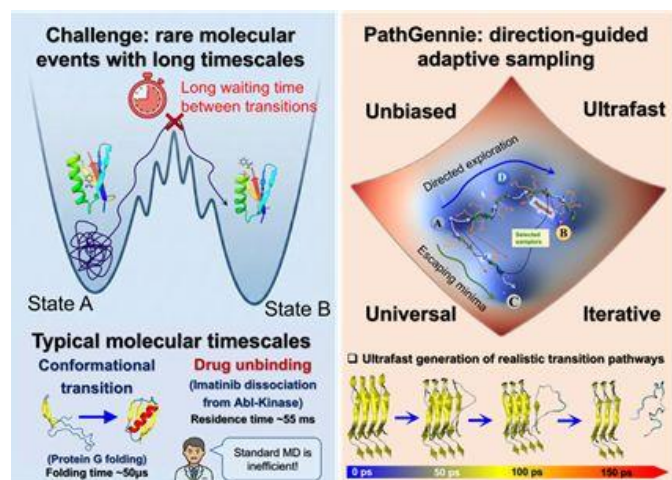 Challenge: rare molecular
events with long timescales
Long waiting time
between transitions
State A
State B
Typical molecular timescales
Conformational
transition
(Protein G folding)
Folding time ~50μs
Drug unbinding
(Imatinib dissociation
from Abl-Kinase)
Residence time ~55 ms
Standard MD is
inefficient!
PathGennie: direction-guided
adaptive sampling
Unbiased
Ultrafast
Directed exploration
D
A
B
Selected
samplers
Escaping minima
C
Universal
Iterative
❑ Ultrafast generation of realistic transition pathways
0 ps
50 ps
100 ps
150 ps